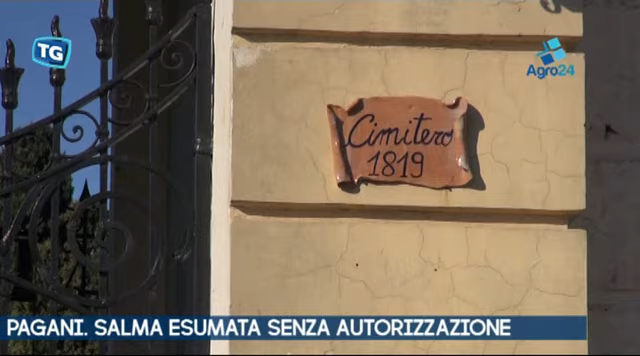 TG
Agro24
Cimitero
1819
PAGANI. SALMA ESUMATA SENZA AUTORIZZAZIONE